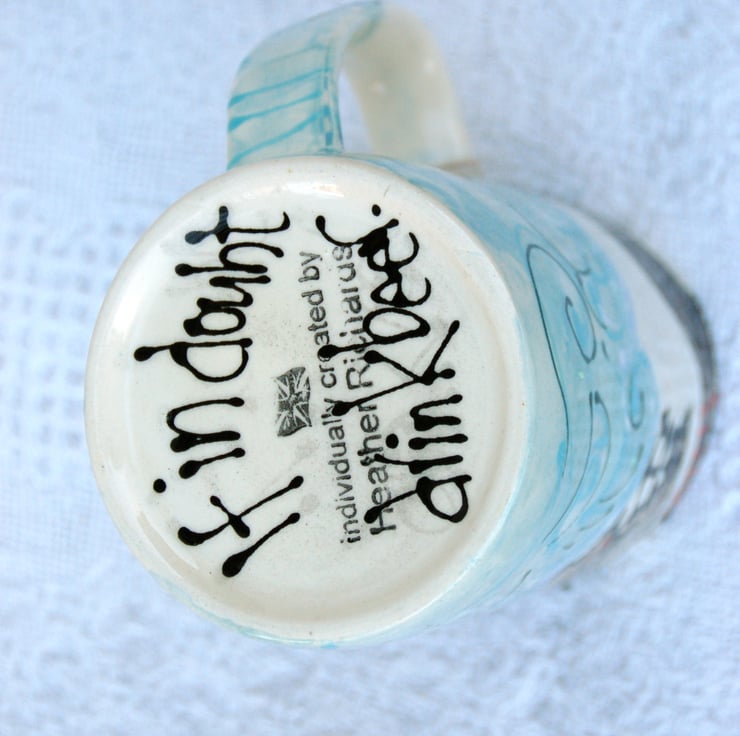 If in doubt
individually created by
Heather Richards
drink beer.